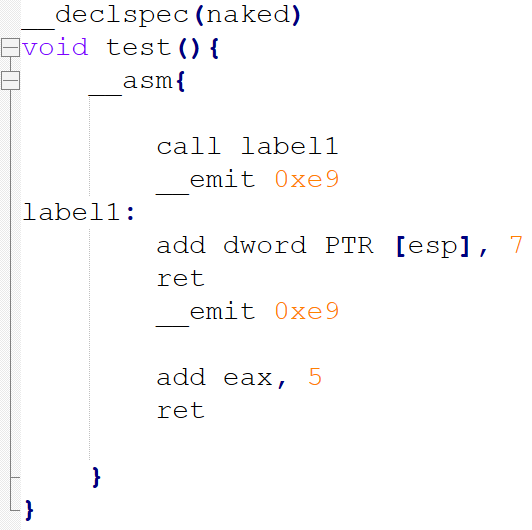 __declspec(naked)
void test(){
__asm{
call label1
__emit 0xe9
label1:
add dword PTR [esp], 7
ret
__emit 0xe9
add eax, 5
ret
}
}